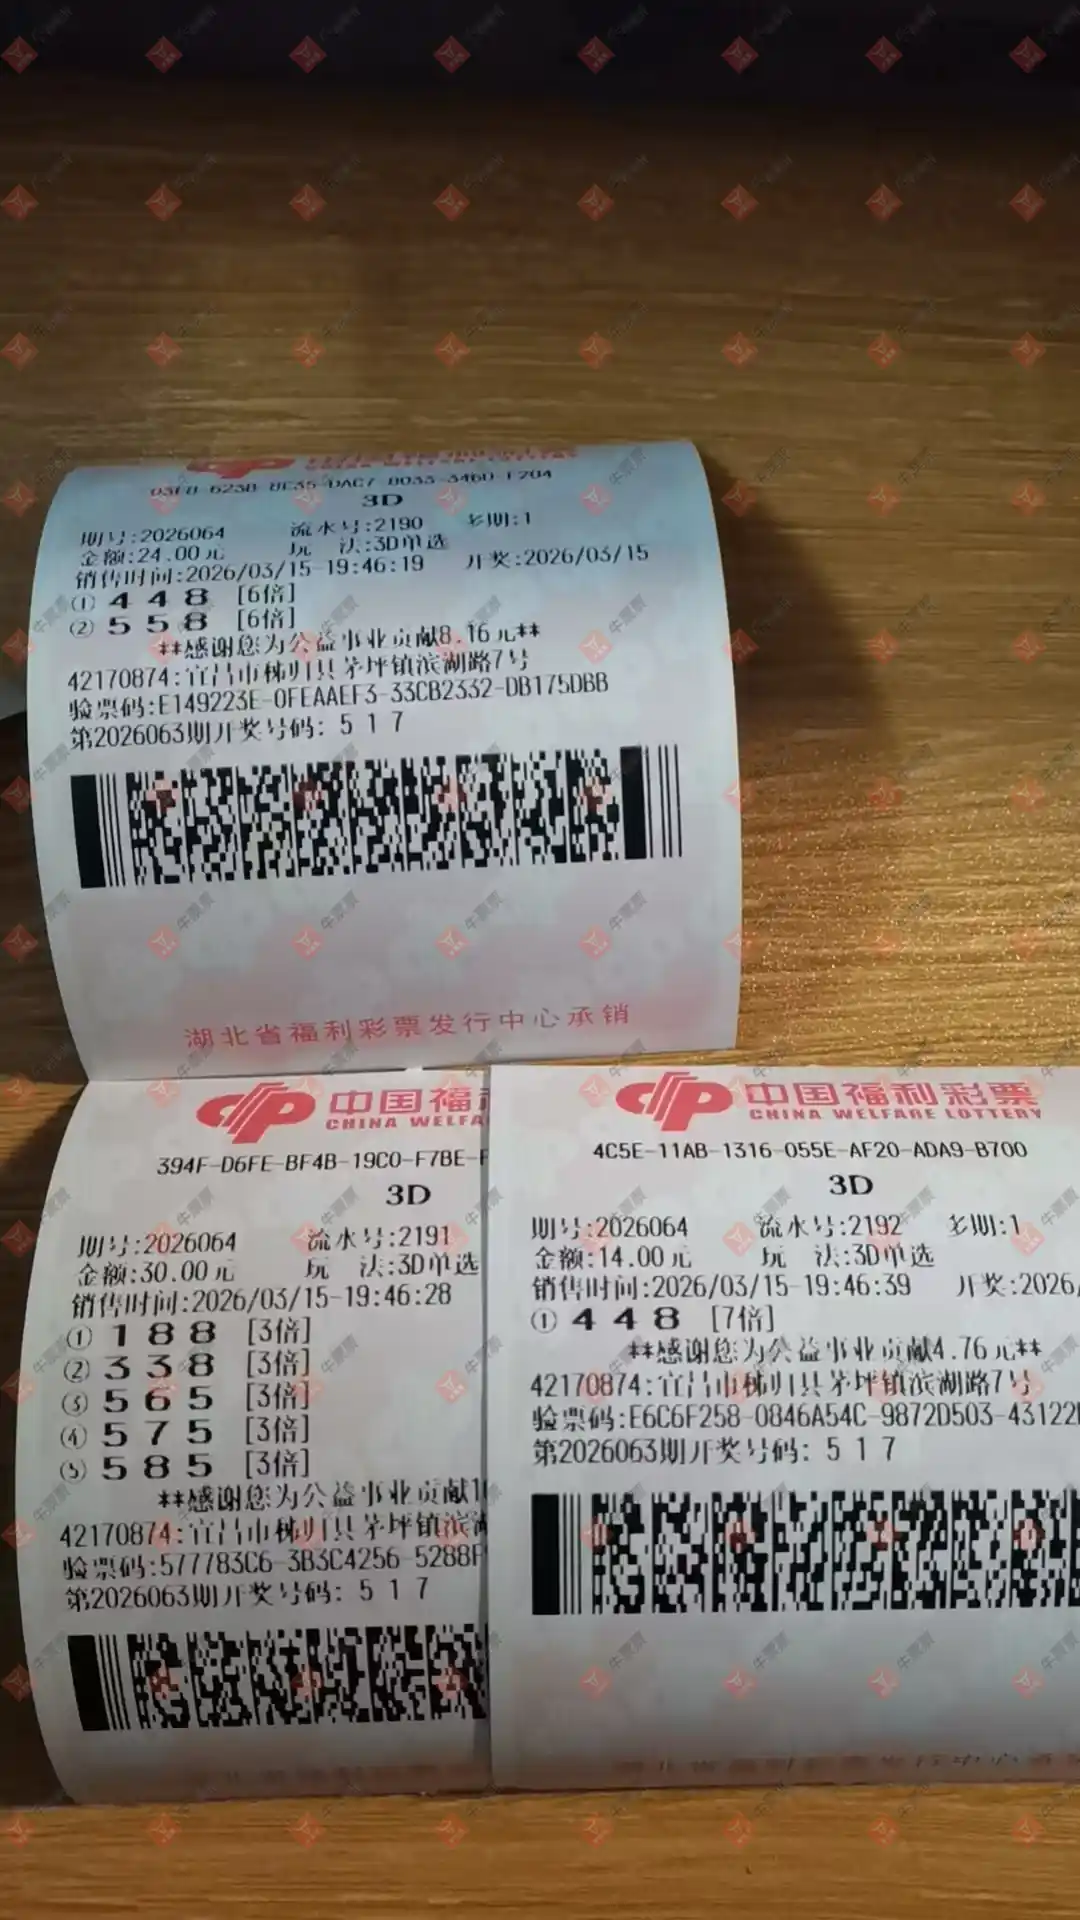 CHINA WELFARE LOTTERY
3D
期号:2026064 流水号:2190 多期:1
金额:24.00元 玩 法:3D单选
销售时间:2026/03/15-19:46:19 开奖:2026/03/15
① 4 4 8 [6倍]
② 5 5 8 [6倍]
**感谢您为公益事业贡献8.16元**
42170874:宜昌市秭归县茅坪镇滨湖路7号
验票码:E149223E-0FEAAEF3-33CB2332-DB175DBB
第2026063期开奖号码: 5 1 7
湖北省福利彩票发行中心承销
中国福
CHINA WELFA
394F-D6FE-BF4B-19C0-F7BE-
3D
期号:2026064 流水号:2191
金额:30.00元 玩 法:3D单选
销售时间:2026/03/15-19:46:28
① 1 8 8 [3倍]
② 3 3 8 [3倍]
③ 5 6 5 [3倍]
④ 5 7 5 [3倍]
⑤ 5 8 5 [3倍]
**感谢您为公益事业贡献1
42170874:宜昌市秭归县茅坪镇滨
验票码:577783C6-3B3C4256-5288F
第2026063期开奖号码: 5 1 7
中国福利彩票
CHINA WELFARE LOTTERY
4C5E-11AB-1316-055E-AF20-ADA9-B700
3D
期号:2026064 流水号:2192 多期:1
金额:14.00元 玩 法:3D单选
销售时间:2026/03/15-19:46:39 开奖:2026/
① 4 4 8 [7倍]
**感谢您为公益事业贡献4.76元**
42170874:宜昌市秭归县茅坪镇滨湖路7号
验票码:E6C6F258-0846A54C-9872D503-43122
第2026063期开奖号码: 5 1 7
牛票票